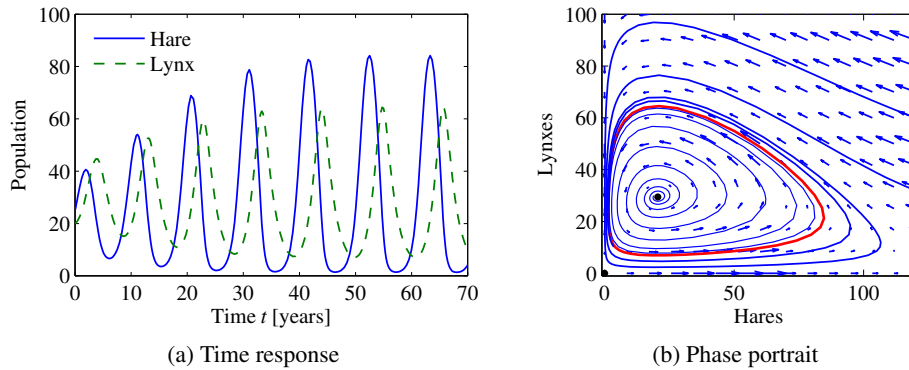 100
80
60
40
20
0
Population
Hare
Lynx
0 10 20 30 40 50 60 70
Time t [years]
(a) Time response
100
80
60
40
20
0
Lynxes
0 50 100
Hares
(b) Phase portrait